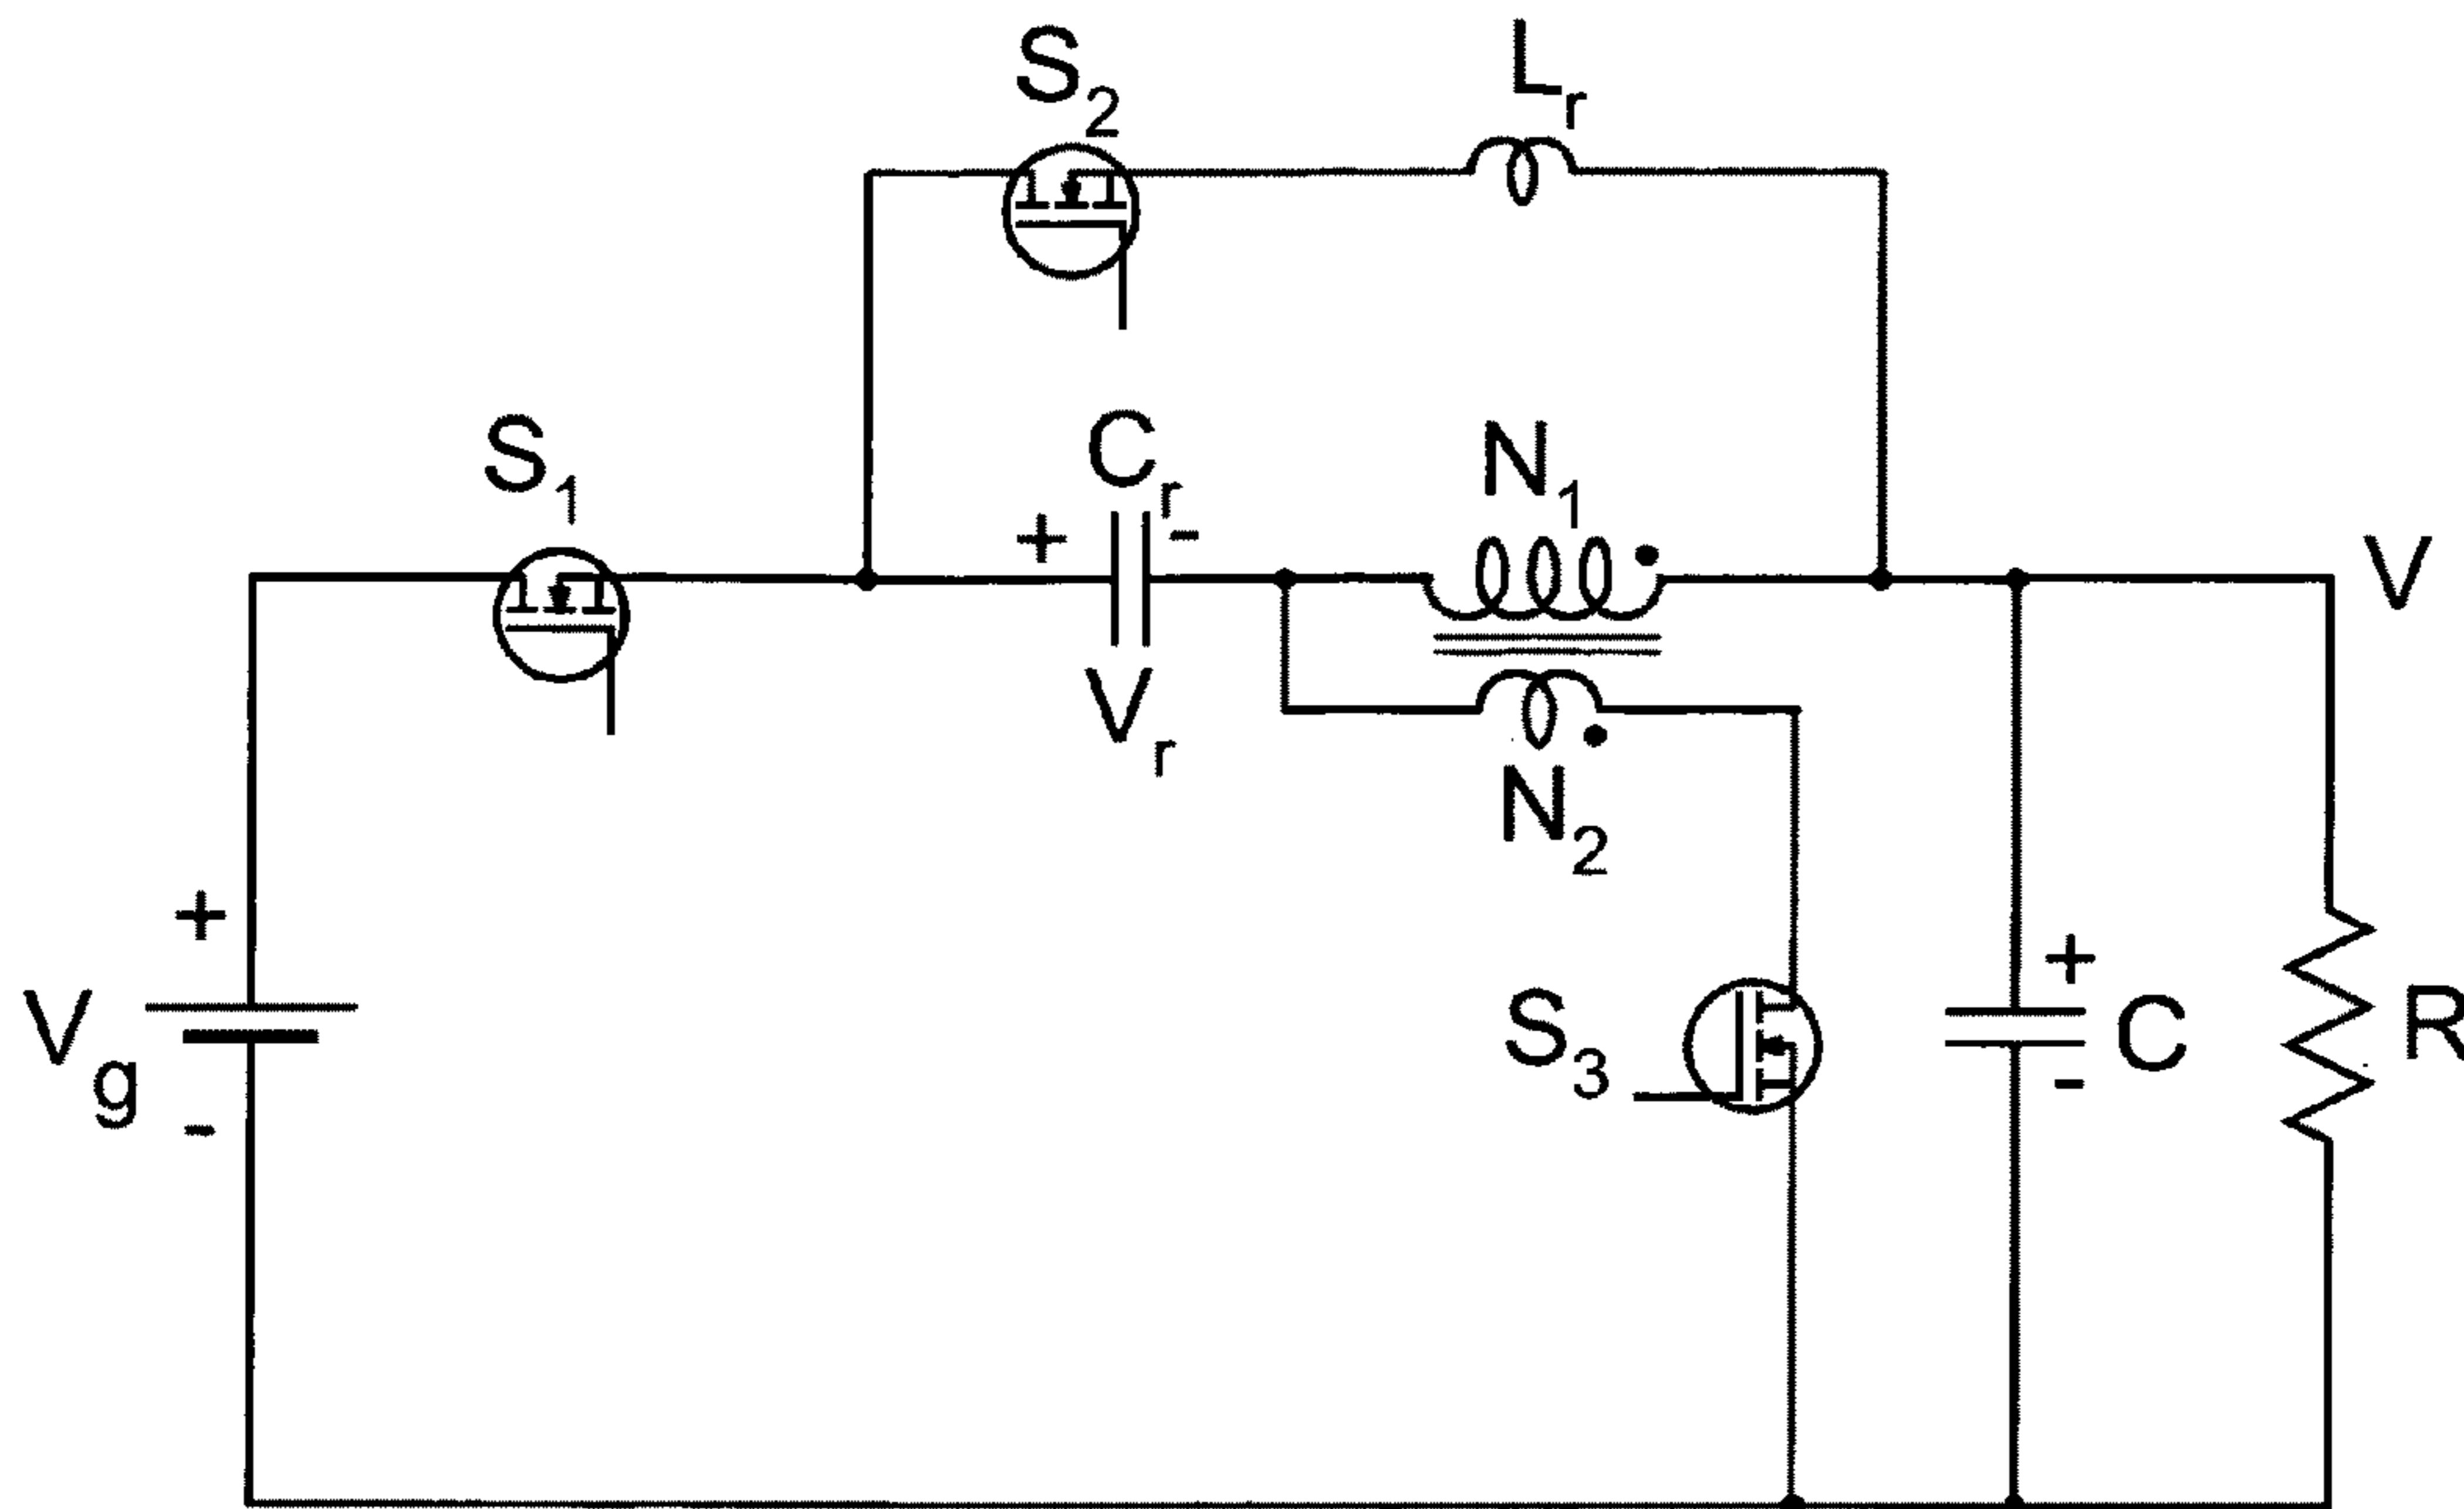 S2
Lr
S1
Cr
+
-
N1
V
Vr
N2
+
Vg
-
S3
+
C
-
R